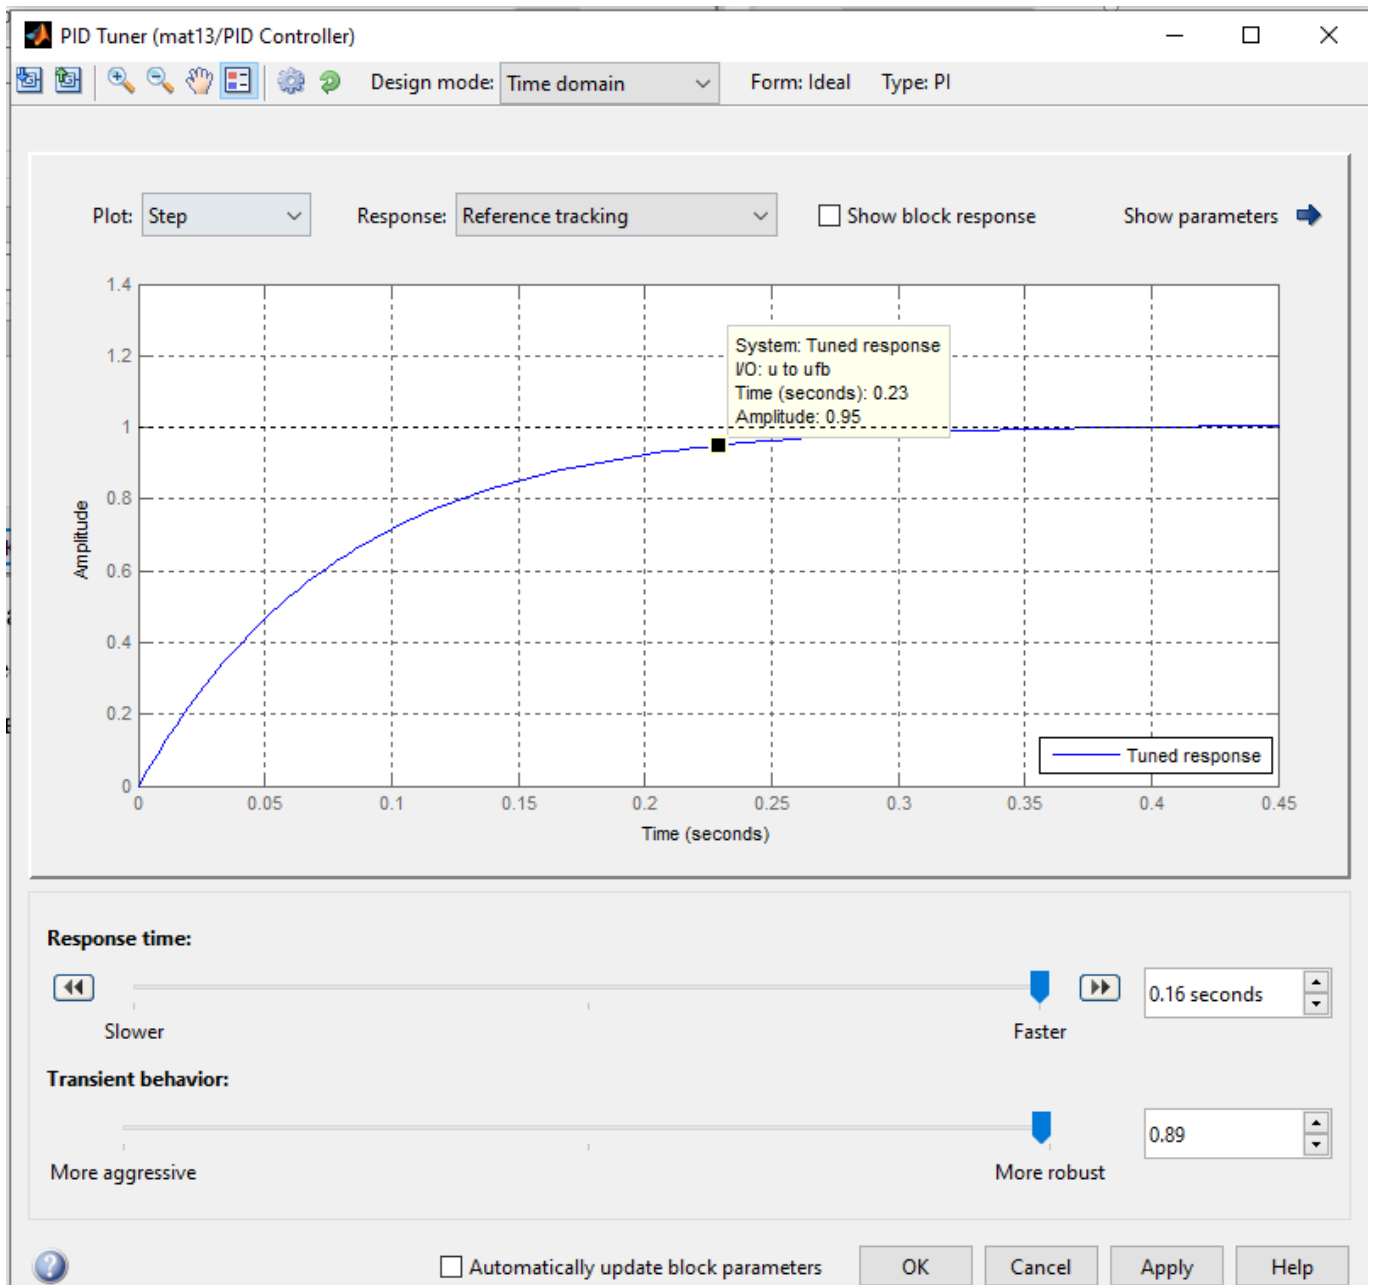 PID Tuner (mat13/PID Controller)
Design mode: Time domain Form: Ideal Type: PI
Plot: Step Response: Reference tracking Show block response Show parameters
1.4
1.2
1
0.8
0.6
0.4
0.2
0
Amplitude
System: Tuned response
I/O: u to ufb
Time (seconds): 0.23
Amplitude: 0.95
Tuned response
0 0.05 0.1 0.15 0.2 0.25 0.3 0.35 0.4 0.45
Time (seconds)
Response time:
0.16 seconds
Slower Faster
Transient behavior:
0.89
More aggressive More robust
Automatically update block parameters OK Cancel Apply Help